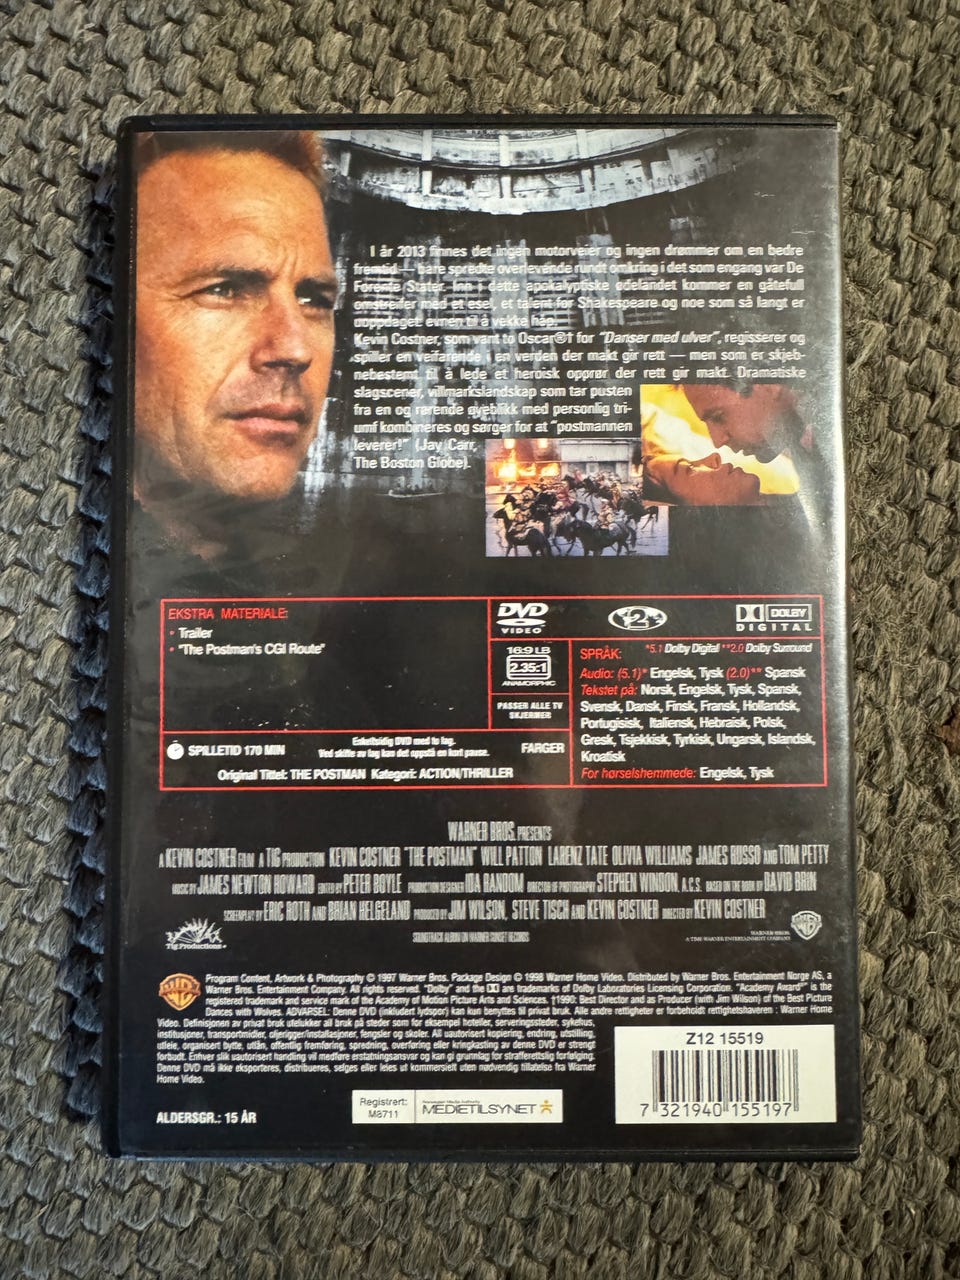 I år 2013 finnes det ingen motorveier og ingen drømmer om en bedre
fremtid — bare spredte overlevende rundt omkring i det som engang var De
Forente Stater. Inn i dette apokalyptiske ødelandet kommer en gåtefull
omstreifer med et esel, et talent for Shakespeare og noe som så langt er
uoppdaget: evnen til å vekke håp.
Kevin Costner, som vant to Oscar®† for "Danser med ulver", regisserer og
spiller en veifarende i en verden der makt gir rett — men som er skjeb-
nebestemt til å lede et heroisk opprør der rett gir makt. Dramatiske
slagscener, villmarkslandskap som tar pusten
fra en og rørende øyeblikk med personlig tri-
umf kombineres og sørger for at "postmannen
leverer!" (Jay Carr,
The Boston Globe).
EKSTRA MATERIALE:
• Trailer
• "The Postman's CGI Route"
DVD
VIDEO
2
DOLBY
DIGITAL
16:9 LB
2.35:1
ANAMORPHIC
PASSER ALLE TV
SKJERMER
SPRÅK: *5.1 Dolby Digital **2.0 Dolby Surround
Audio: (5.1)* Engelsk, Tysk (2.0)** Spansk
Tekstet på: Norsk, Engelsk, Tysk, Spansk,
Svensk, Dansk, Finsk, Fransk, Hollandsk,
Portugisisk, Italiensk, Hebraisk, Polsk,
Gresk, Tsjekkisk, Tyrkisk, Ungarsk, Islandsk,
Kroatisk
For hørselshemmede: Engelsk, Tysk
SPILLETID 170 MIN
Enkeltsidig DVD med to lag.
Ved skifte av lag kan det oppstå en kort pause.
FARGER
Original Tittel: THE POSTMAN Kategori: ACTION/THRILLER
WARNER BROS. PRESENTS
A KEVIN COSTNER FILM A TIG PRODUCTION KEVIN COSTNER "THE POSTMAN" WILL PATTON LARENZ TATE OLIVIA WILLIAMS JAMES RUSSO AND TOM PETTY
MUSIC BY JAMES NEWTON HOWARD EDITED BY PETER BOYLE PRODUCTION DESIGNER IDA RANDOM DIRECTOR OF PHOTOGRAPHY STEPHEN WINDON, A.C.S. BASED ON THE BOOK BY DAVID BRIN
SCREENPLAY BY ERIC ROTH AND BRIAN HELGELAND PRODUCED BY JIM WILSON, STEVE TISCH AND KEVIN COSTNER DIRECTED BY KEVIN COSTNER
SOUNDTRACK ALBUM ON WARNER SUNSET RECORDS
Tig Productions
WARNER BROS.
A TIME WARNER ENTERTAINMENT COMPANY
Program Content, Artwork & Photography © 1997 Warner Bros. Package Design © 1998 Warner Home Video. Distributed by Warner Bros. Entertainment Norge AS, a
Warner Bros. Entertainment Company. All rights reserved. "Dolby" and the DD are trademarks of Dolby Laboratories Licensing Corporation. "Academy Award®" is the
registered trademark and service mark of the Academy of Motion Picture Arts and Sciences. †1990: Best Director and as Producer (with Jim Wilson) of the Best Picture
Dances with Wolves. ADVARSEL: Denne DVD (inkludert lydspor) kan kun benyttes til privat bruk. Alle andre rettigheter er forbeholdt rettighetshaveren : Warner Home
Video. Definisjonen av privat bruk utelukker all bruk på steder som for eksempel hoteller, serveringssteder, sykehus,
institusjoner, transportmidler, oljerigger/installasjoner, fengsler og skoler. All uautorisert kopiering, endring, utstilling,
utleie, organisert bytte, utlån, offentlig fremføring, spredning, overføring eller kringkasting av denne DVD er strengt
forbudt. Enhver slik uautorisert handling vil medføre erstatningsansvar og kan gi grunnlag for strafferettslig forfølging.
Denne DVD må ikke eksporteres, distribueres, selges eller leies ut kommersielt uten nødvendig tillatelse fra Warner
Home Video.
ALDERSGR.: 15 ÅR
Registrert:
M8711
Norwegian Media Authority
MEDIETILSYNET
Z12 15519
7 321940 155197